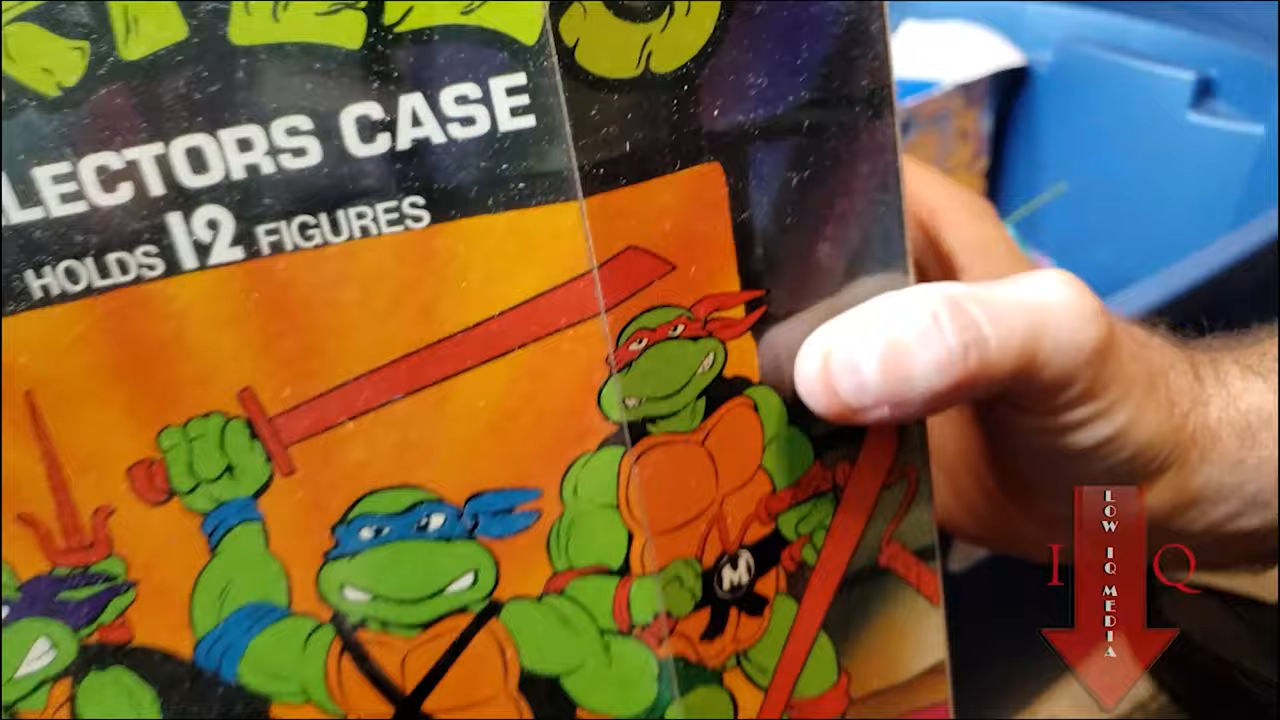 LECTORS CASE
HOLDS 12 FIGURES
M
I Q
LOW IQ MEDIA